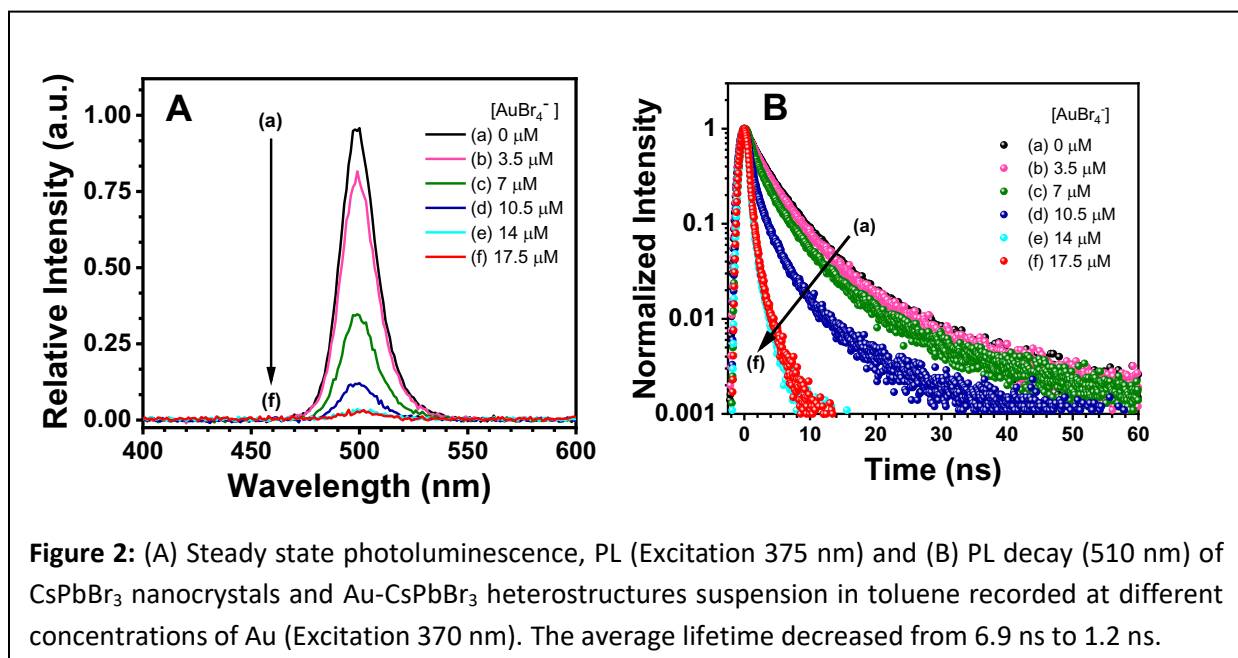 A
[AuBr₄⁻]
(a) 0 μM
(b) 3.5 μM
(c) 7 μM
(d) 10.5 μM
(e) 14 μM
(f) 17.5 μM
(a)
(f)
Relative Intensity (a.u.)
1.00
0.75
0.50
0.25
0.00
400 450 500 550 600
Wavelength (nm)
B
[AuBr₄⁻]
(a) 0 μM
(b) 3.5 μM
(c) 7 μM
(d) 10.5 μM
(e) 14 μM
(f) 17.5 μM
(a)
(f)
Normalized Intensity
1
0.1
0.01
0.001
0 10 20 30 40 50 60
Time (ns)
Figure 2: (A) Steady state photoluminescence, PL (Excitation 375 nm) and (B) PL decay (510 nm) of
CsPbBr₃ nanocrystals and Au-CsPbBr₃ heterostructures suspension in toluene recorded at different
concentrations of Au (Excitation 370 nm). The average lifetime decreased from 6.9 ns to 1.2 ns.